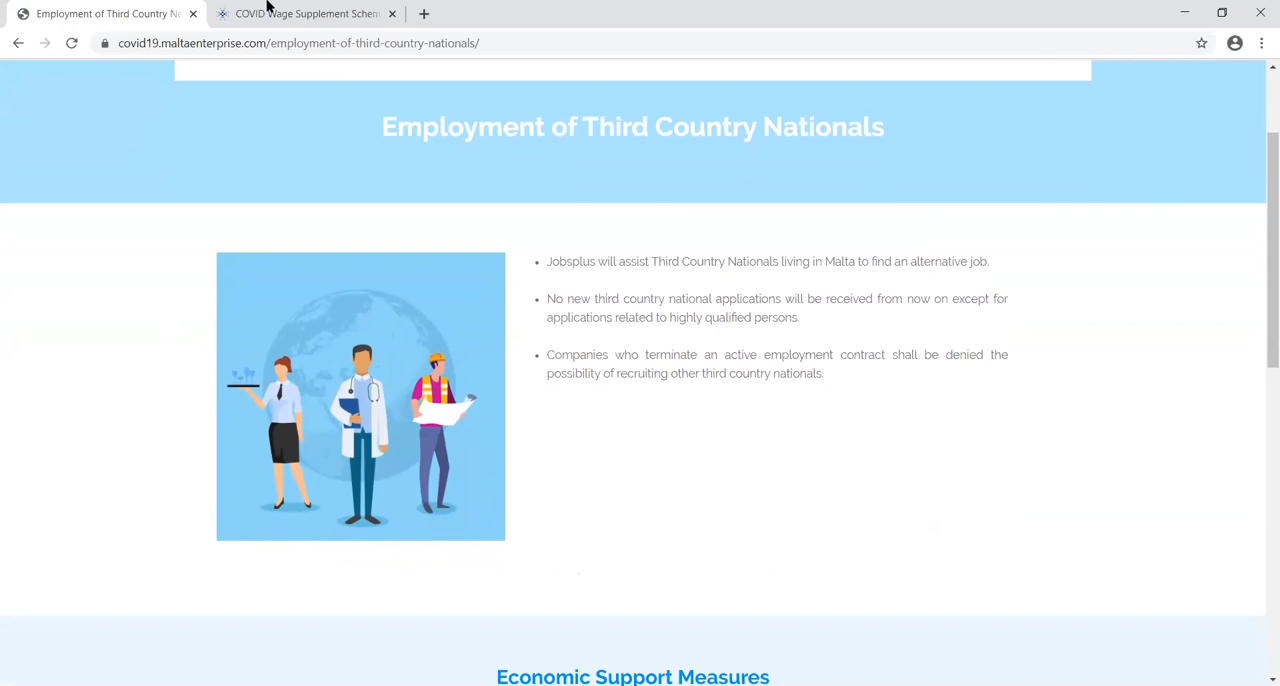 Employment of Third Country Na
COVID Wage Supplement Schem
covid19.maltaenterprise.com/employment-of-third-country-nationals/
Employment of Third Country Nationals
• Jobsplus will assist Third Country Nationals living in Malta to find an alternative job.
• No new third country national applications will be received from now on except for
applications related to highly qualified persons.
• Companies who terminate an active employment contract shall be denied the
possibility of recruiting other third country nationals.
Economic Support Measures